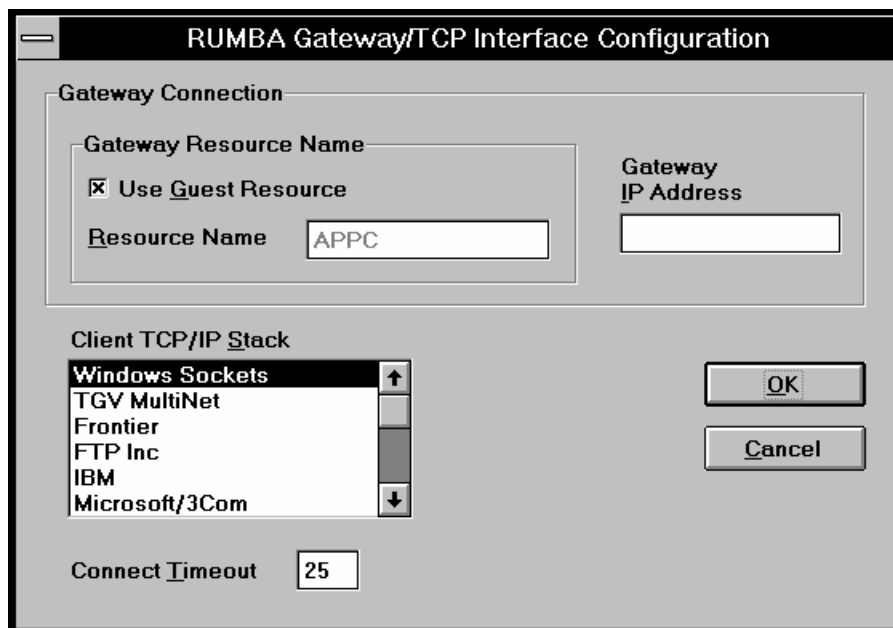 RUMBA Gateway/TCP Interface Configuration
Gateway Connection
Gateway Resource Name
Use Guest Resource
Resource Name
APPC
Gateway
IP Address
Client TCP/IP Stack
Windows Sockets
TGV MultiNet
Frontier
FTP Inc
IBM
Microsoft/3Com
OK
Cancel
Connect Timeout
25